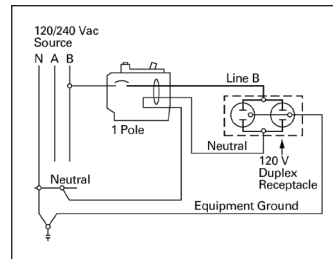 120/240 Vac
Source
N A B
Line B
1 Pole
Neutral
120 V
Duplex
Receptacle
Neutral
Equipment Ground